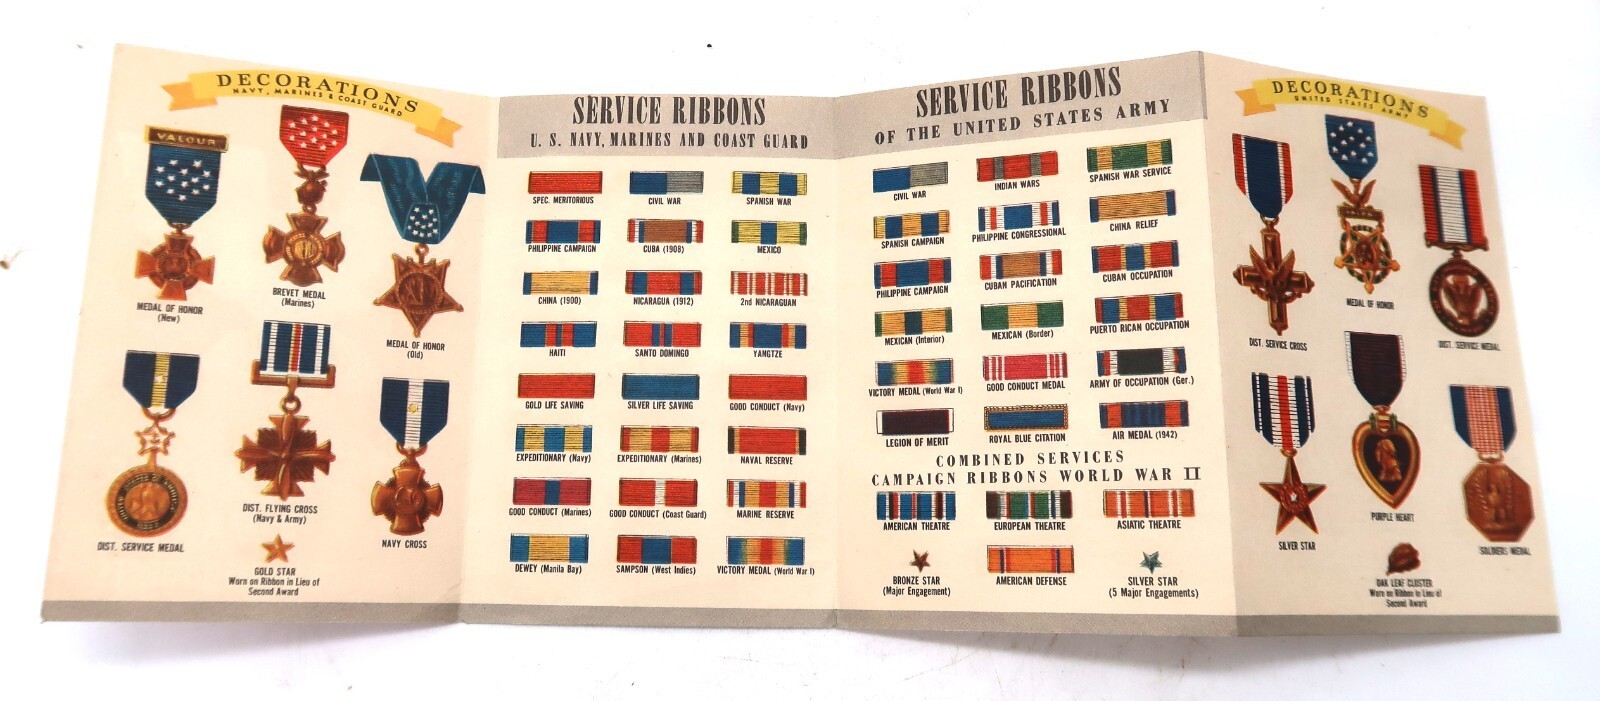 DECORATIONS
NAVY, MARINES & COAST GUARD
VALOUR
MEDAL OF HONOR
(New)
BREVET MEDAL
(Marines)
MEDAL OF HONOR
(Old)
DIST. SERVICE MEDAL
DIST. FLYING CROSS
(Navy & Army)
NAVY CROSS
GOLD STAR
Worn on Ribbon in Lieu of
Second Award
SERVICE RIBBONS
U. S. NAVY, MARINES AND COAST GUARD
SPEC. MERITORIOUS
CIVIL WAR
SPANISH WAR
PHILIPPINE CAMPAIGN
CUBA (1908)
MEXICO
CHINA (1900)
NICARAGUA (1912)
2nd NICARAGUAN
HAITI
SANTO DOMINGO
YANGTZE
GOLD LIFE SAVING
SILVER LIFE SAVING
GOOD CONDUCT (Navy)
EXPEDITIONARY (Navy)
EXPEDITIONARY (Marines)
NAVAL RESERVE
GOOD CONDUCT (Marines)
GOOD CONDUCT (Coast Guard)
MARINE RESERVE
DEWEY (Manila Bay)
SAMPSON (West Indies)
VICTORY MEDAL (World War I)
SERVICE RIBBONS
OF THE UNITED STATES ARMY
CIVIL WAR
INDIAN WARS
SPANISH WAR SERVICE
SPANISH CAMPAIGN
PHILIPPINE CONGRESSIONAL
CHINA RELIEF
PHILIPPINE CAMPAIGN
CUBAN PACIFICATION
CUBAN OCCUPATION
MEXICAN (Interior)
MEXICAN (Border)
PUERTO RICAN OCCUPATION
VICTORY MEDAL (World War I)
GOOD CONDUCT MEDAL
ARMY OF OCCUPATION (Ger.)
LEGION OF MERIT
ROYAL BLUE CITATION
AIR MEDAL (1942)
COMBINED SERVICES
CAMPAIGN RIBBONS WORLD WAR II
AMERICAN THEATRE
EUROPEAN THEATRE
ASIATIC THEATRE
BRONZE STAR
(Major Engagement)
AMERICAN DEFENSE
SILVER STAR
(5 Major Engagements)
DECORATIONS
UNITED STATES ARMY
DIST. SERVICE CROSS
MEDAL OF HONOR
DIST. SERVICE MEDAL
SILVER STAR
PURPLE HEART
SOLDIERS MEDAL
OAK LEAF CLUSTER
Worn on Ribbon in Lieu of
Second Award